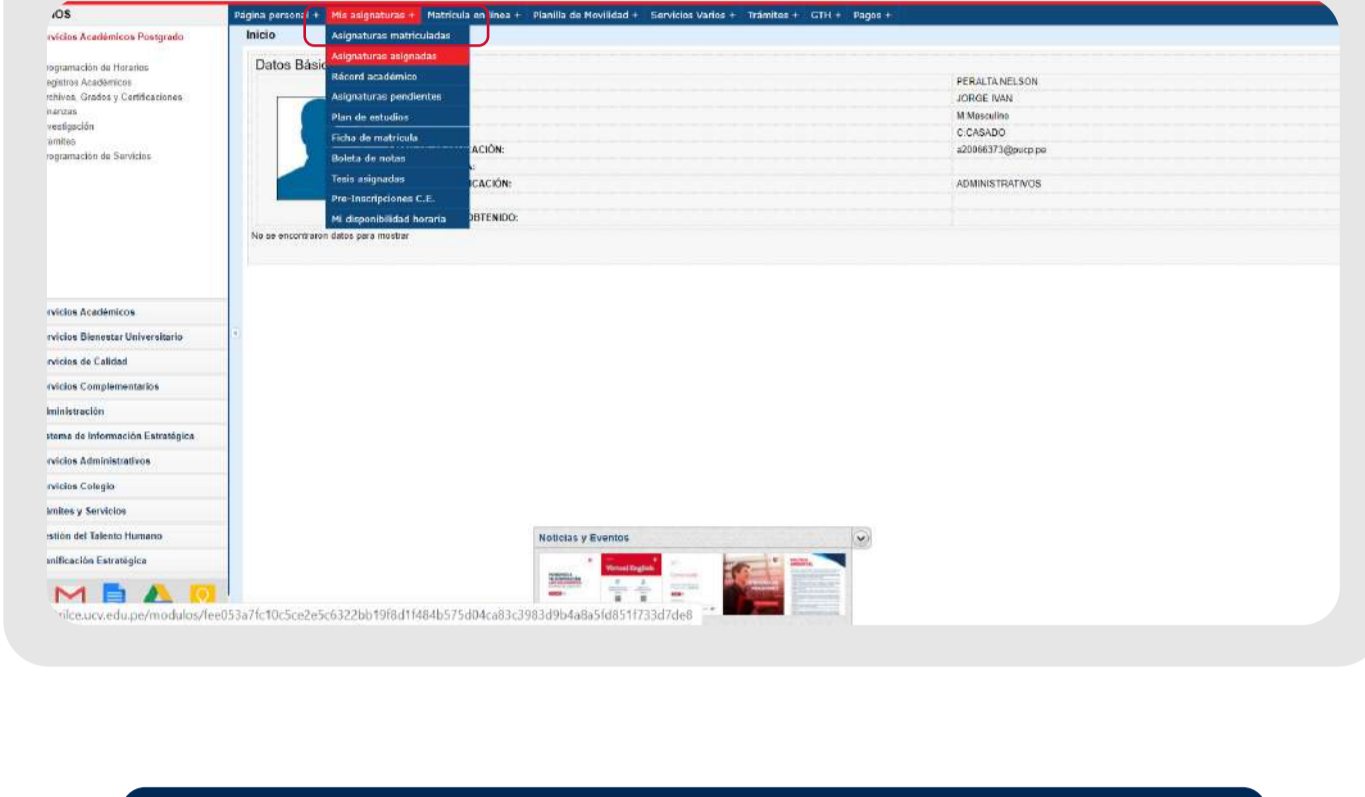 Página personal + Mis asignaturas + Matrícula en línea + Planilla de Movilidad + Servicios Varios + Trámites + GTH + Pagos +
Inicio
Asignaturas matriculadas
Asignaturas asignadas
Récord académico
Asignaturas pendientes
Plan de estudios
Ficha de matrícula
Boleta de notas
Tesis asignadas
Pre-Inscripciones C.E.
Mi disponibilidad horaria
Datos Básic
PERALTA NELSON
JORGE IVAN
M:Masculino
C:CASADO
ACIÓN:
a20066373@pucp.pe
ICACIÓN:
ADMINISTRATIVOS
OBTENIDO:
No se encontraron datos para mostrar
rvicios Académicos Postgrado
rogramación de Horarios
egistros Académicos
rchivos, Grados y Certificaciones
nanzas
vestigación
ramites
rogramación de Servicios
rvicios Académicos
rvicios Bienestar Universitario
rvicios de Calidad
rvicios Complementarios
lministración
stema de Información Estratégica
rvicios Administrativos
rvicios Colegio
ámites y Servicios
estión del Talento Humano
anificación Estratégica
Noticias y Eventos
Virtual English
nlce.ucv.edu.pe/modulos/fee053a7fc10c5ce2e5c6322bb19f8d1f484b575d04ca83c3983d9b4a8a5fd851f733d7de8